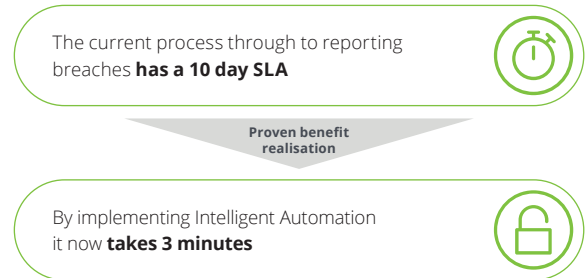 The current process through to reporting
breaches has a 10 day SLA
Proven benefit
realisation
By implementing Intelligent Automation
it now takes 3 minutes